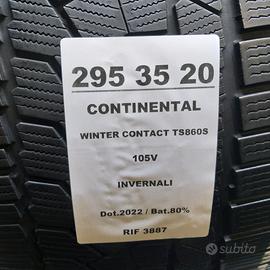 295 35 20
CONTINENTAL
WINTER CONTACT TS860S
105V
INVERNALI
Dot.2022 / Bat.80%
RIF 3887
subito